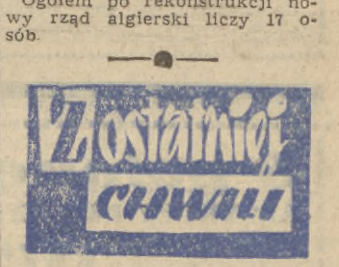 Ogółem po rekonstrukcji no-
wy rząd algierski liczy 17 o-
sób.
Z ostatniej
CHWILI